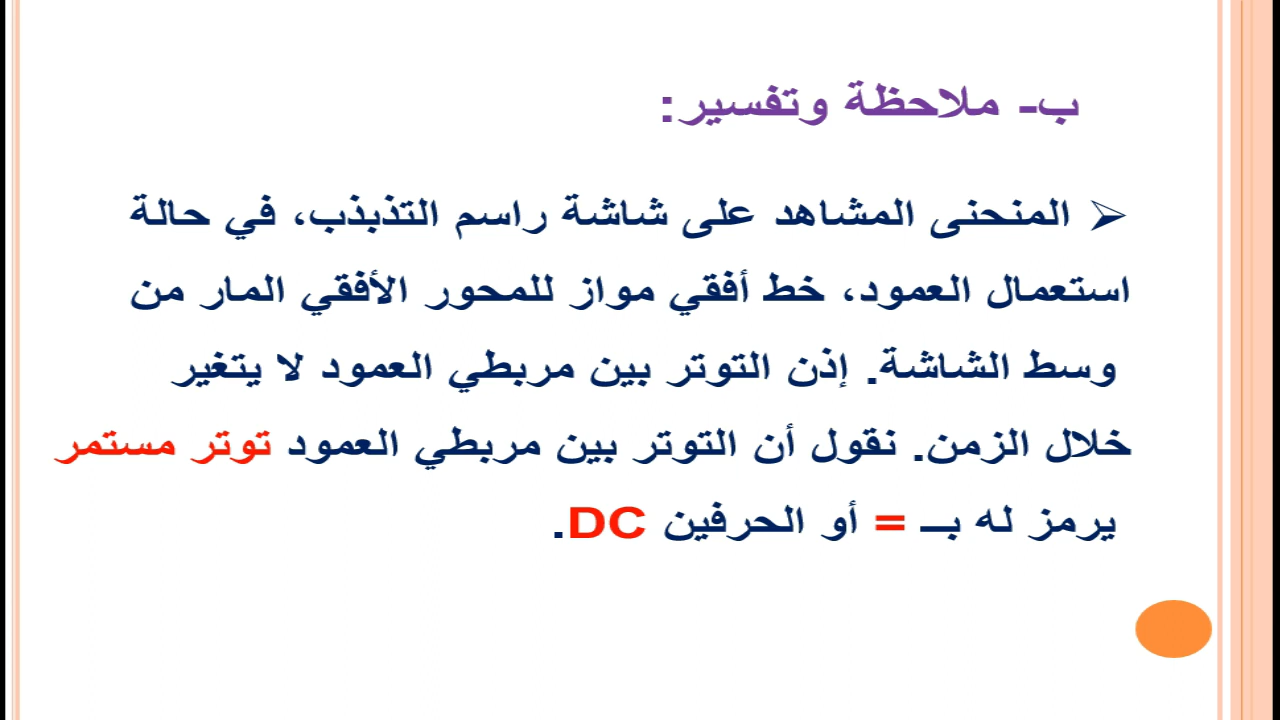 ب- ملاحظة وتفسير:
⮚ المنحنى المشاهد على شاشة راسم التذبذب، في حالة
استعمال العمود، خط أفقي مواز للمحور الأفقي المار من
وسط الشاشة. إذن التوتر بين مربطي العمود لا يتغير
خلال الزمن. نقول أن التوتر بين مربطي العمود توتر مستمر
يرمز له بـــ = أو الحرفين DC.